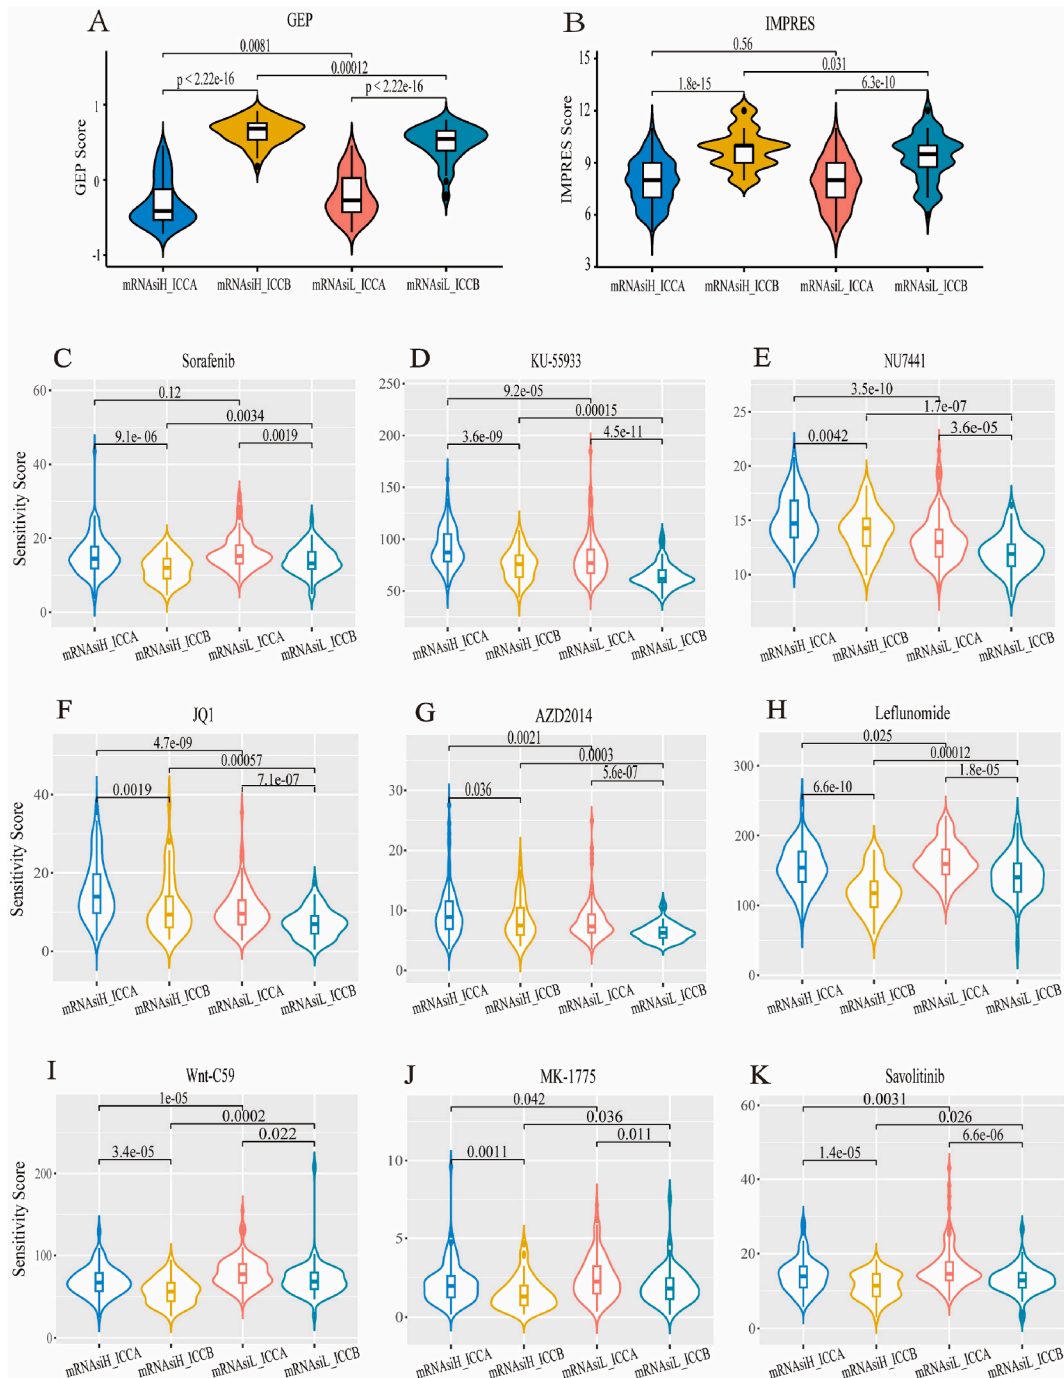 A
GEP
0.0081
0.00012
p < 2.22e-16
p < 2.22e-16
GEP Score
1
0
-1
mRNAsiH_ICCA
mRNAsiH_ICCB
mRNAsiL_ICCA
mRNAsiL_ICCB
B
IMPRES
0.56
0.031
1.8e-15
6.3e-10
IMPRES Score
15
12
9
6
3
mRNAsiH_ICCA
mRNAsiH_ICCB
mRNAsiL_ICCA
mRNAsiL_ICCB
C
Sorafenib
0.12
0.0034
9.1e- 06
0.0019
Sensitivity Score
60
40
20
0
mRNAsiH_ICCA
mRNAsiH_ICCB
mRNAsiL_ICCA
mRNAsiL_ICCB
D
KU-55933
9.2e-05
0.00015
3.6e-09
4.5e-11
250
200
150
100
50
mRNAsiH_ICCA
mRNAsiH_ICCB
mRNAsiL_ICCA
mRNAsiL_ICCB
E
NU7441
3.5e-10
1.7e-07
0.0042
3.6e-05
25
20
15
10
mRNAsiH_ICCA
mRNAsiH_ICCB
mRNAsiL_ICCA
mRNAsiL_ICCB
F
JQ1
4.7e-09
0.00057
0.0019
7.1e-07
Sensitivity Score
40
20
0
mRNAsiH_ICCA
mRNAsiH_ICCB
mRNAsiL_ICCA
mRNAsiL_ICCB
G
AZD2014
0.0021
0.0003
0.036
5.6e-07
30
20
10
0
mRNAsiH_ICCA
mRNAsiH_ICCB
mRNAsiL_ICCA
mRNAsiL_ICCB
H
Leflunomide
0.025
0.00012
6.6e-10
1.8e-05
300
200
100
0
mRNAsiH_ICCA
mRNAsiH_ICCB
mRNAsiL_ICCA
mRNAsiL_ICCB
I
Wnt-C59
1e-05
0.0002
3.4e-05
0.022
Sensitivity Score
200
100
0
mRNAsiH_ICCA
mRNAsiH_ICCB
mRNAsiL_ICCA
mRNAsiL_ICCB
J
MK-1775
0.042
0.036
0.0011
0.011
10
5
0
mRNAsiH_ICCA
mRNAsiH_ICCB
mRNAsiL_ICCA
mRNAsiL_ICCB
K
Savolitinib
0.0031
0.026
1.4e-05
6.6e-06
60
40
20
0
mRNAsiH_ICCA
mRNAsiH_ICCB
mRNAsiL_ICCA
mRNAsiL_ICCB